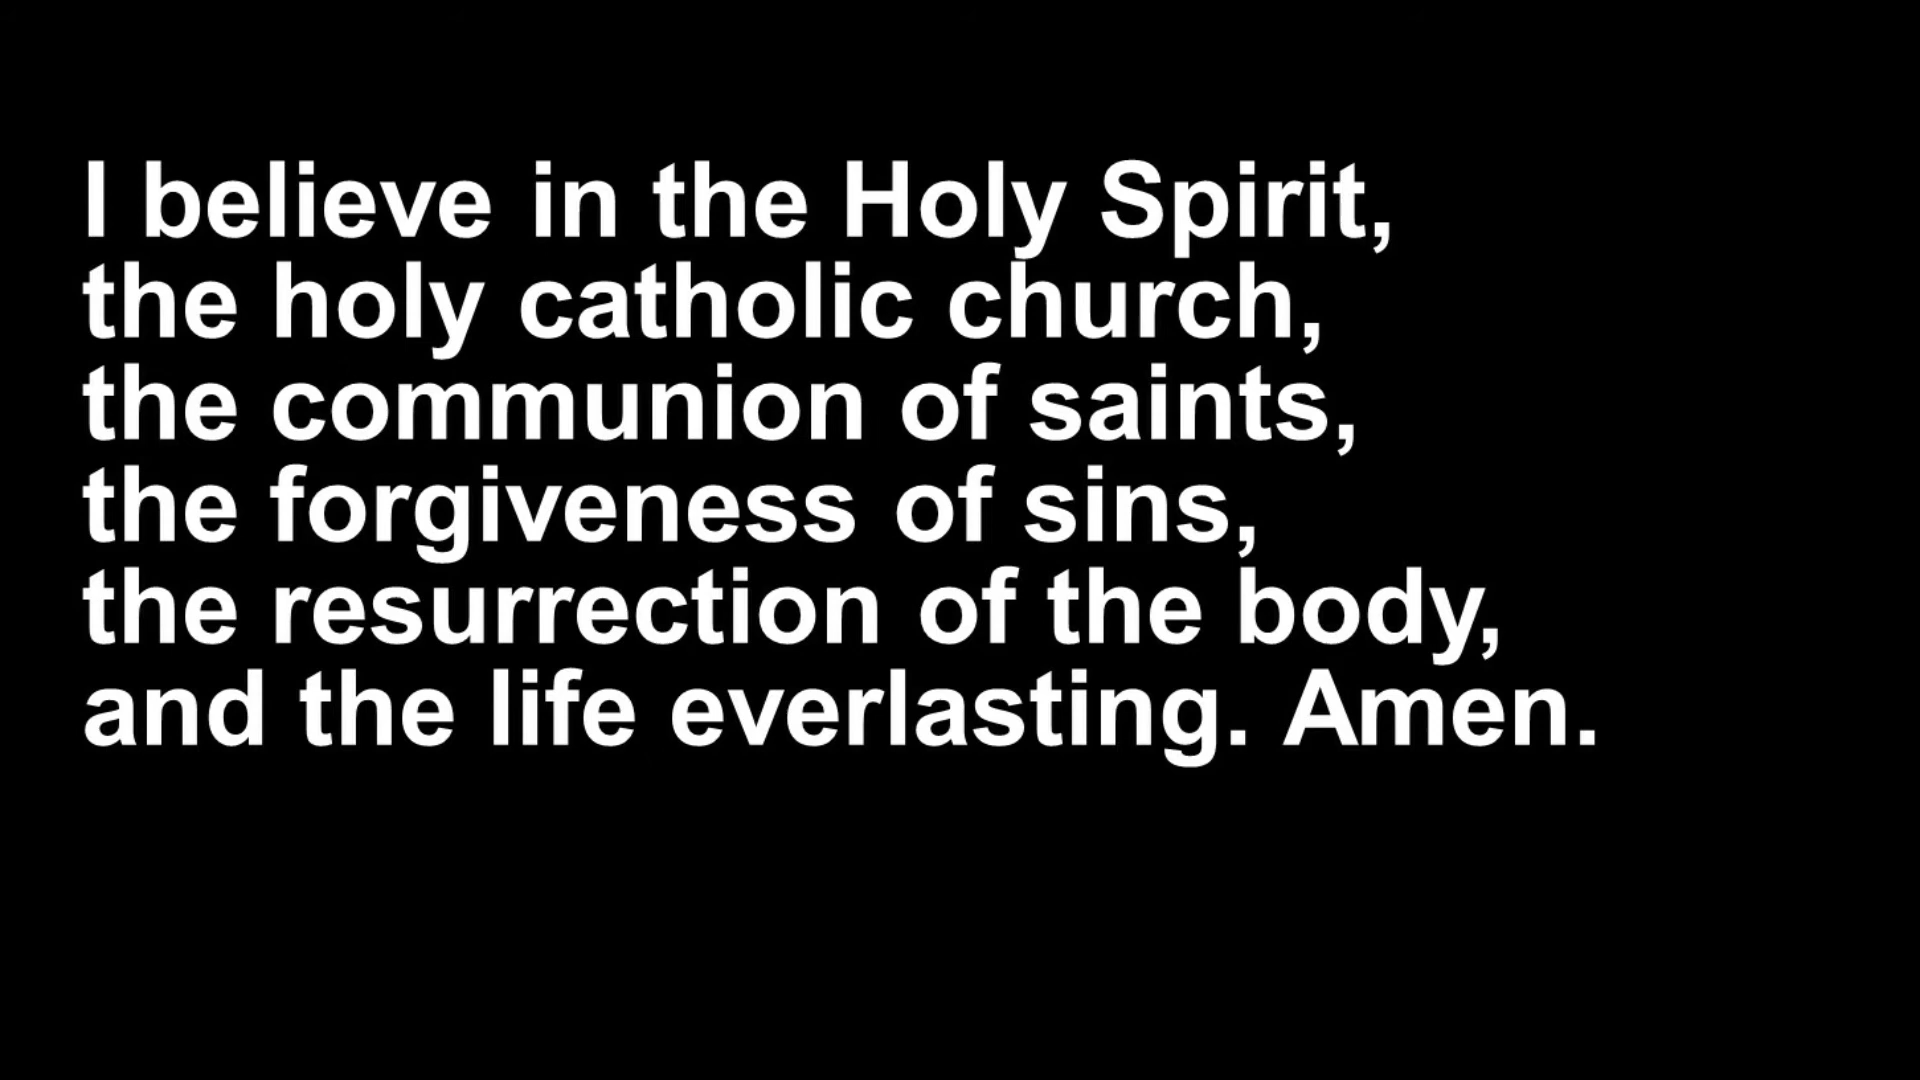 I believe in the Holy Spirit,
the holy catholic church,
the communion of saints,
the forgiveness of sins,
the resurrection of the body,
and the life everlasting. Amen.